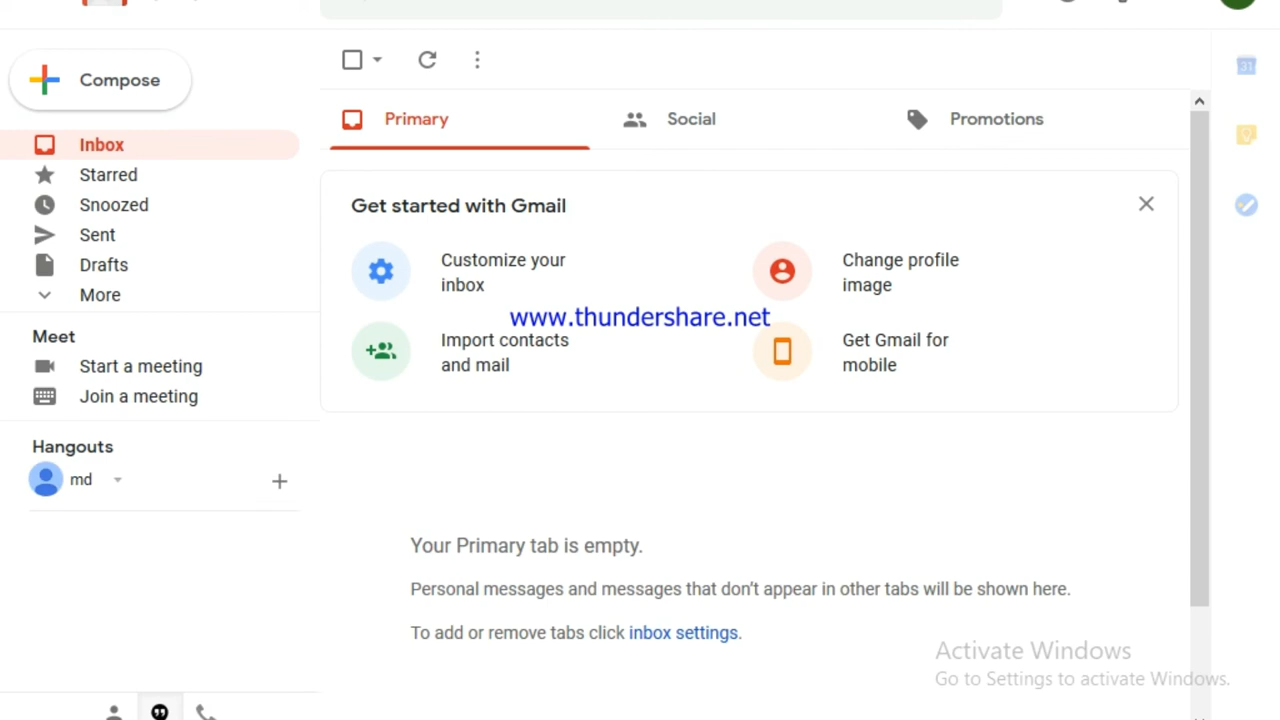 Compose
Inbox
Starred
Snoozed
Sent
Drafts
More
Meet
Start a meeting
Join a meeting
Hangouts
md
Primary
Social
Promotions
Get started with Gmail
Customize your
inbox
Change profile
image
www.thundershare.net
Import contacts
and mail
Get Gmail for
mobile
Your Primary tab is empty.
Personal messages and messages that don't appear in other tabs will be shown here.
To add or remove tabs click inbox settings.
31
Activate Windows
Go to Settings to activate Windows.